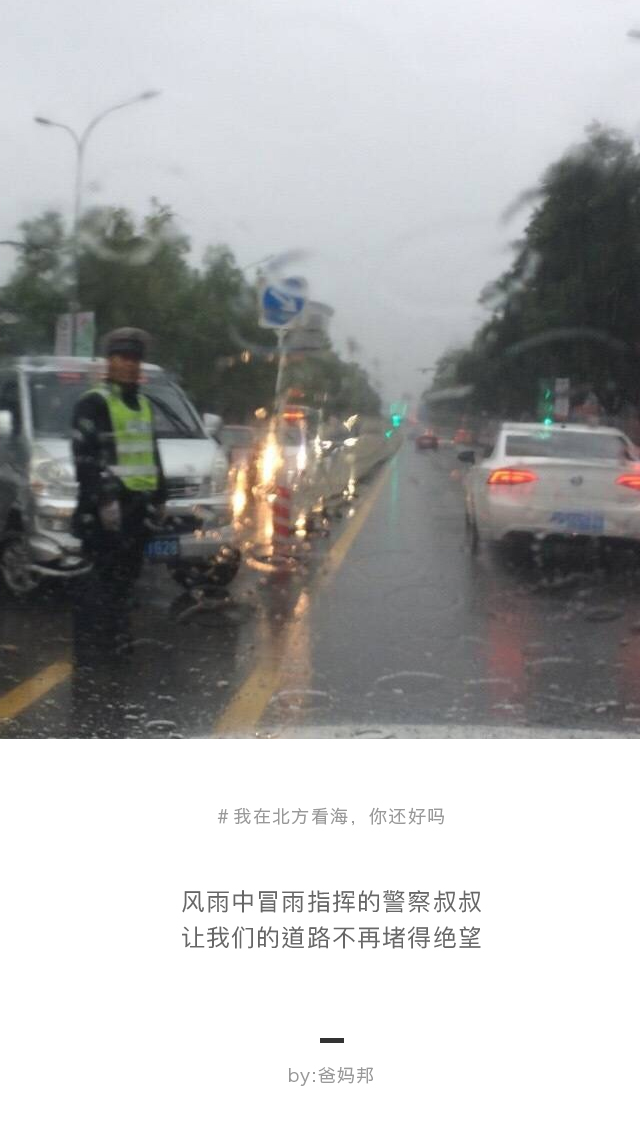 1628
#我在北方看海，你还好吗
风雨中冒雨指挥的警察叔叔
让我们的道路不再堵得绝望
by:爸妈邦